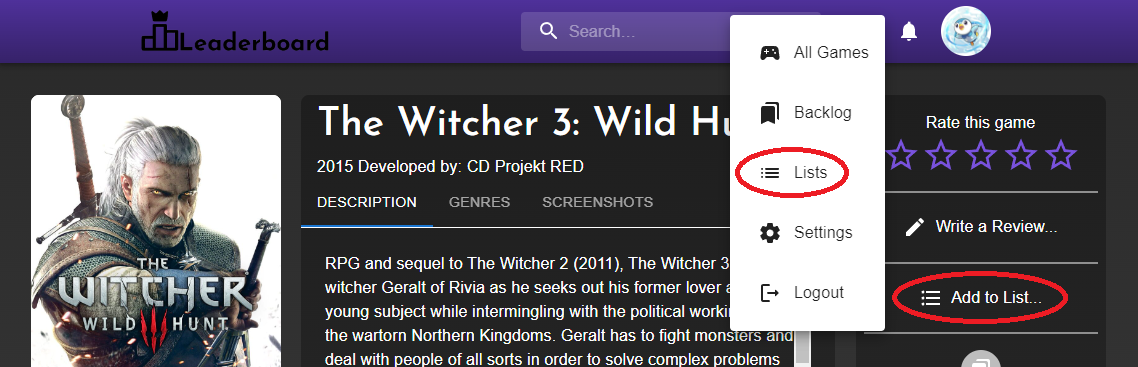 Leaderboard
Search...
All Games
Backlog
Lists
Settings
Logout
THE
WITCHER
WILD HUNT
The Witcher 3: Wild Hu
2015 Developed by: CD Projekt RED
DESCRIPTION GENRES SCREENSHOTS
RPG and sequel to The Witcher 2 (2011), The Witcher 3
witcher Geralt of Rivia as he seeks out his former lover a
young subject while intermingling with the political workin
the wartorn Northern Kingdoms. Geralt has to fight monsters and
deal with people of all sorts in order to solve complex problems
Rate this game
Write a Review...
Add to List...